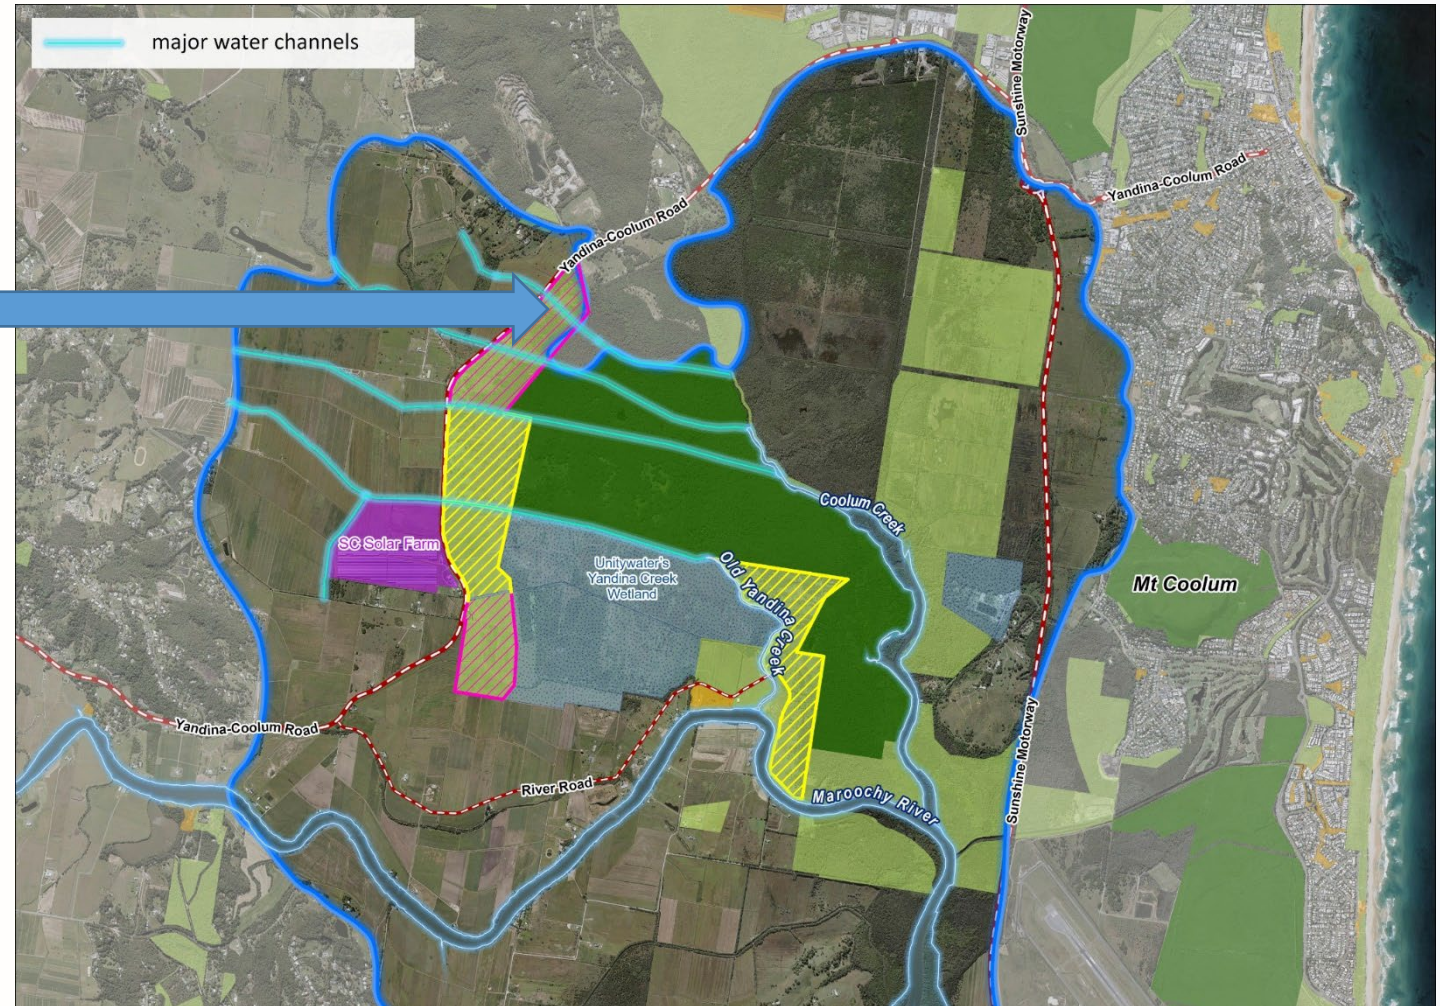 major water channels
Sunshine Motorway
Yandina-Coolum Road
Yandina-Coolum Road
Coolum Creek
SC Solar Farm
Unitywater's
Yandina Creek
Wetland
Old Yandina Creek
Mt Coolum
Yandina-Coolum Road
River Road
Maroochy River
Sunshine Motorway